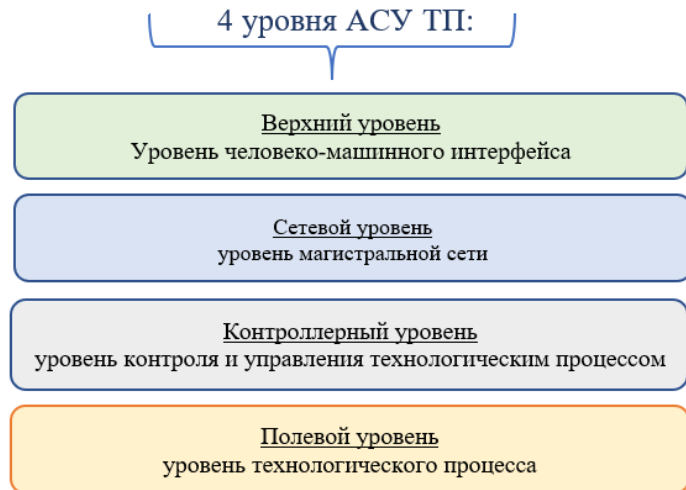 4 уровня АСУ ТП:
Верхний уровень
Уровень человеко-машинного интерфейса
Сетевой уровень
уровень магистральной сети
Контроллерный уровень
уровень контроля и управления технологическим процессом
Полевой уровень
уровень технологического процесса